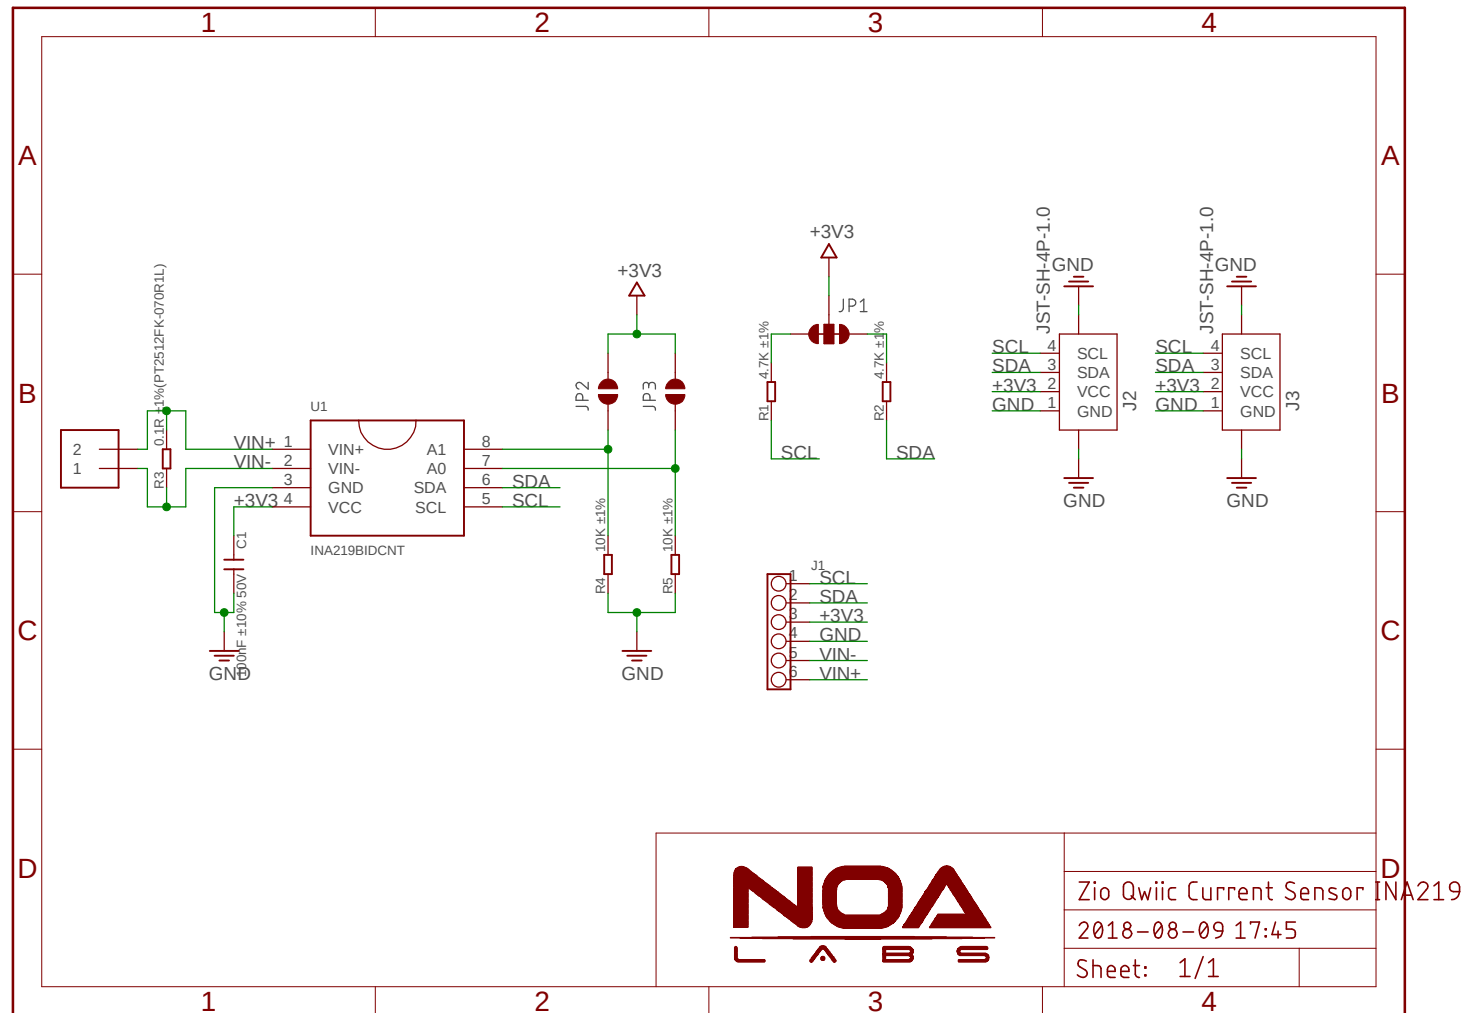 1 2 3 4
A A
B B
C C
D D
0.1R ±1%(PT2512FK-070R1L)
R3
2
1
VIN+ 1
VIN- 2
3
+3V3 4
U1
VIN+ A1
VIN- A0
GND SDA
VCC SCL
INA219BIDCNT
8
7
6 SDA
5 SCL
C1
100nF ±10% 50V
GND
+3V3
JP2
JP3
10K ±1%
R4
10K ±1%
R5
GND
+3V3
JP1
4.7K ±1%
R1
4.7K ±1%
R2
SCL
SDA
J1
1 SCL
2 SDA
3 +3V3
4 GND
5 VIN-
6 VIN+
JST-SH-4P-1.0
GND
SCL 4 SCL
SDA 3 SDA
+3V3 2 VCC
GND 1 GND
J2
GND
JST-SH-4P-1.0
GND
SCL 4 SCL
SDA 3 SDA
+3V3 2 VCC
GND 1 GND
J3
GND
NOA
LABS
Zio Qwiic Current Sensor INA219
2018-08-09 17:45
Sheet: 1/1
1 2 3 4